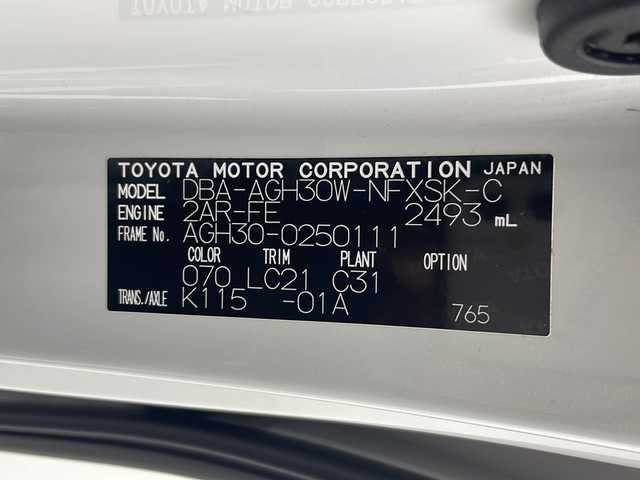 TOYOTA MOTOR CORPORATION JAPAN
MODEL DBA-AGH30W-NFXSK-C
ENGINE 2AR-FE 2493 mL
FRAME No. AGH30-0250111
COLOR TRIM PLANT OPTION
070 LC21 C31
TRANS./AXLE K115 -01A
765